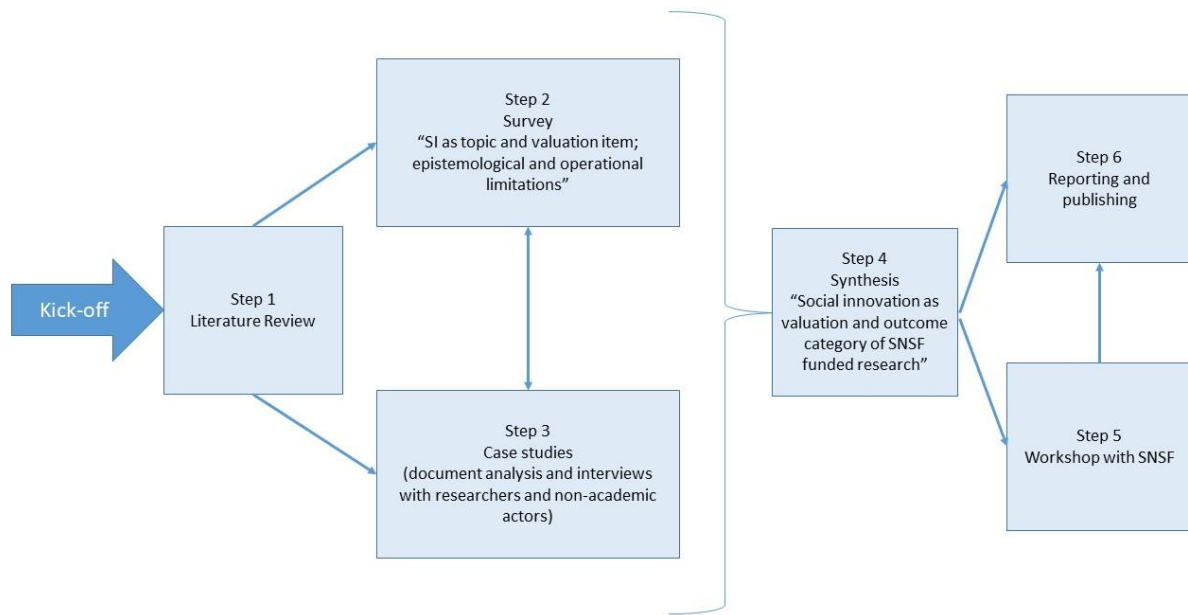 Kick-off
Step 1
Literature Review
Step 2
Survey
“SI as topic and valuation item;
epistemological and operational
limitations”
Step 3
Case studies
(document analysis and interviews
with researchers and non-academic
actors)
Step 4
Synthesis
“Social innovation as
valuation and outcome
category of SNSF
funded research”
Step 6
Reporting and
publishing
Step 5
Workshop with SNSF